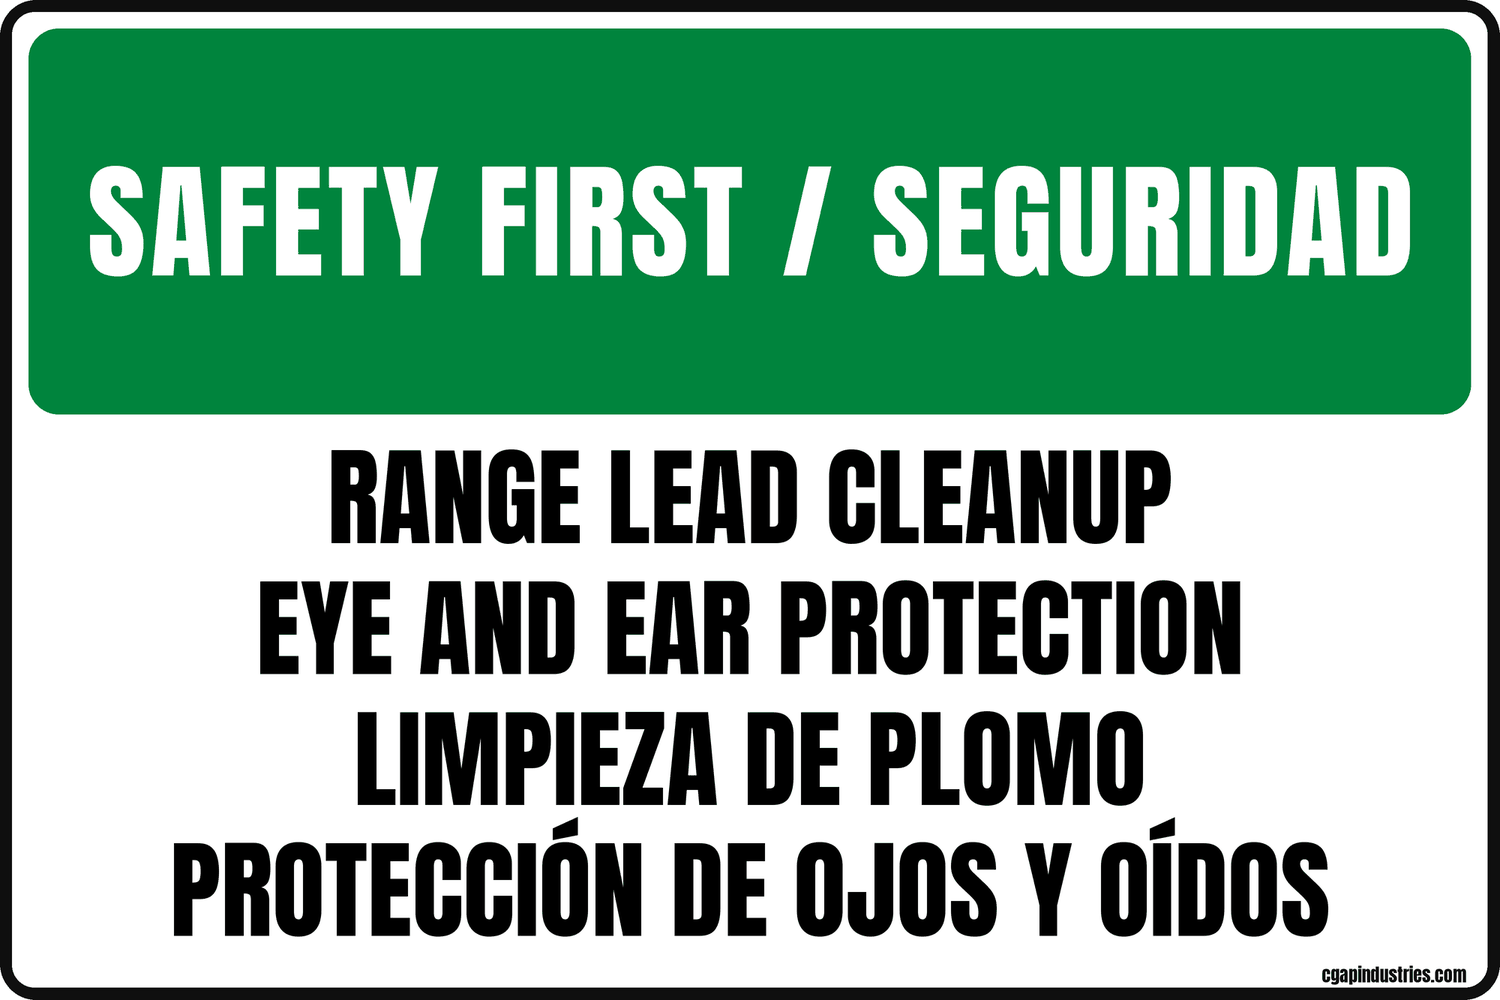 SAFETY FIRST / SEGURIDAD
RANGE LEAD CLEANUP
EYE AND EAR PROTECTION
LIMPIEZA DE PLOMO
PROTECCIÓN DE OJOS Y OÍDOS
cgapindustries.com